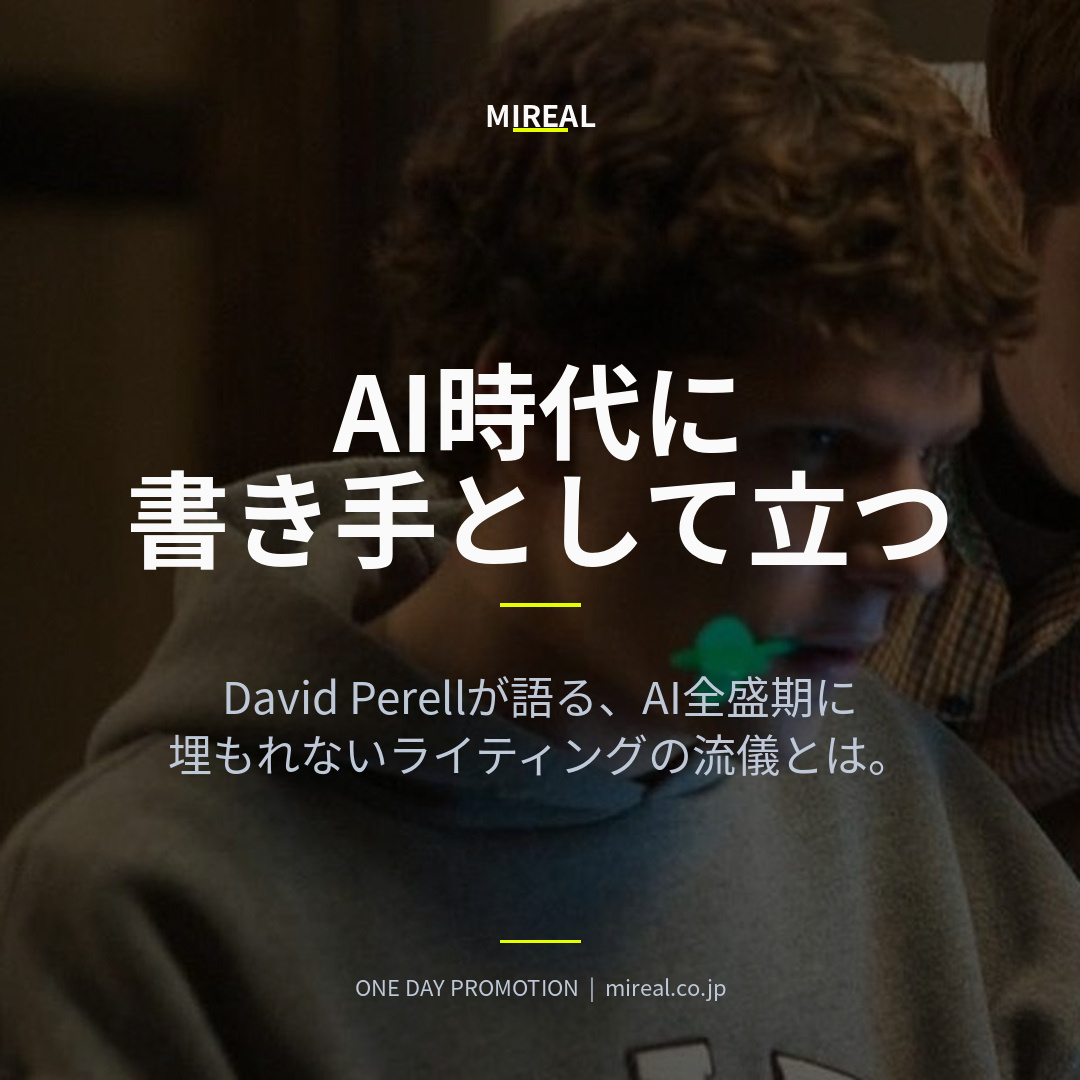 MIREAL
AI時代に
書き手として立つ
David Perellが語る、AI全盛期に
埋もれないライティングの流儀とは。
ONE DAY PROMOTION | mireal.co.jp